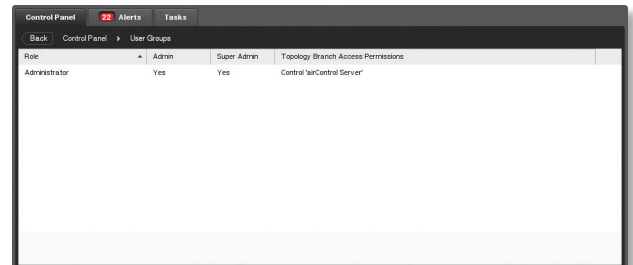 Control Panel 22 Alerts Tasks
Back Control Panel > User Groups
Role Admin Super Admin Topology Branch Access Permissions
Administrator Yes Yes Control 'airControl Server'